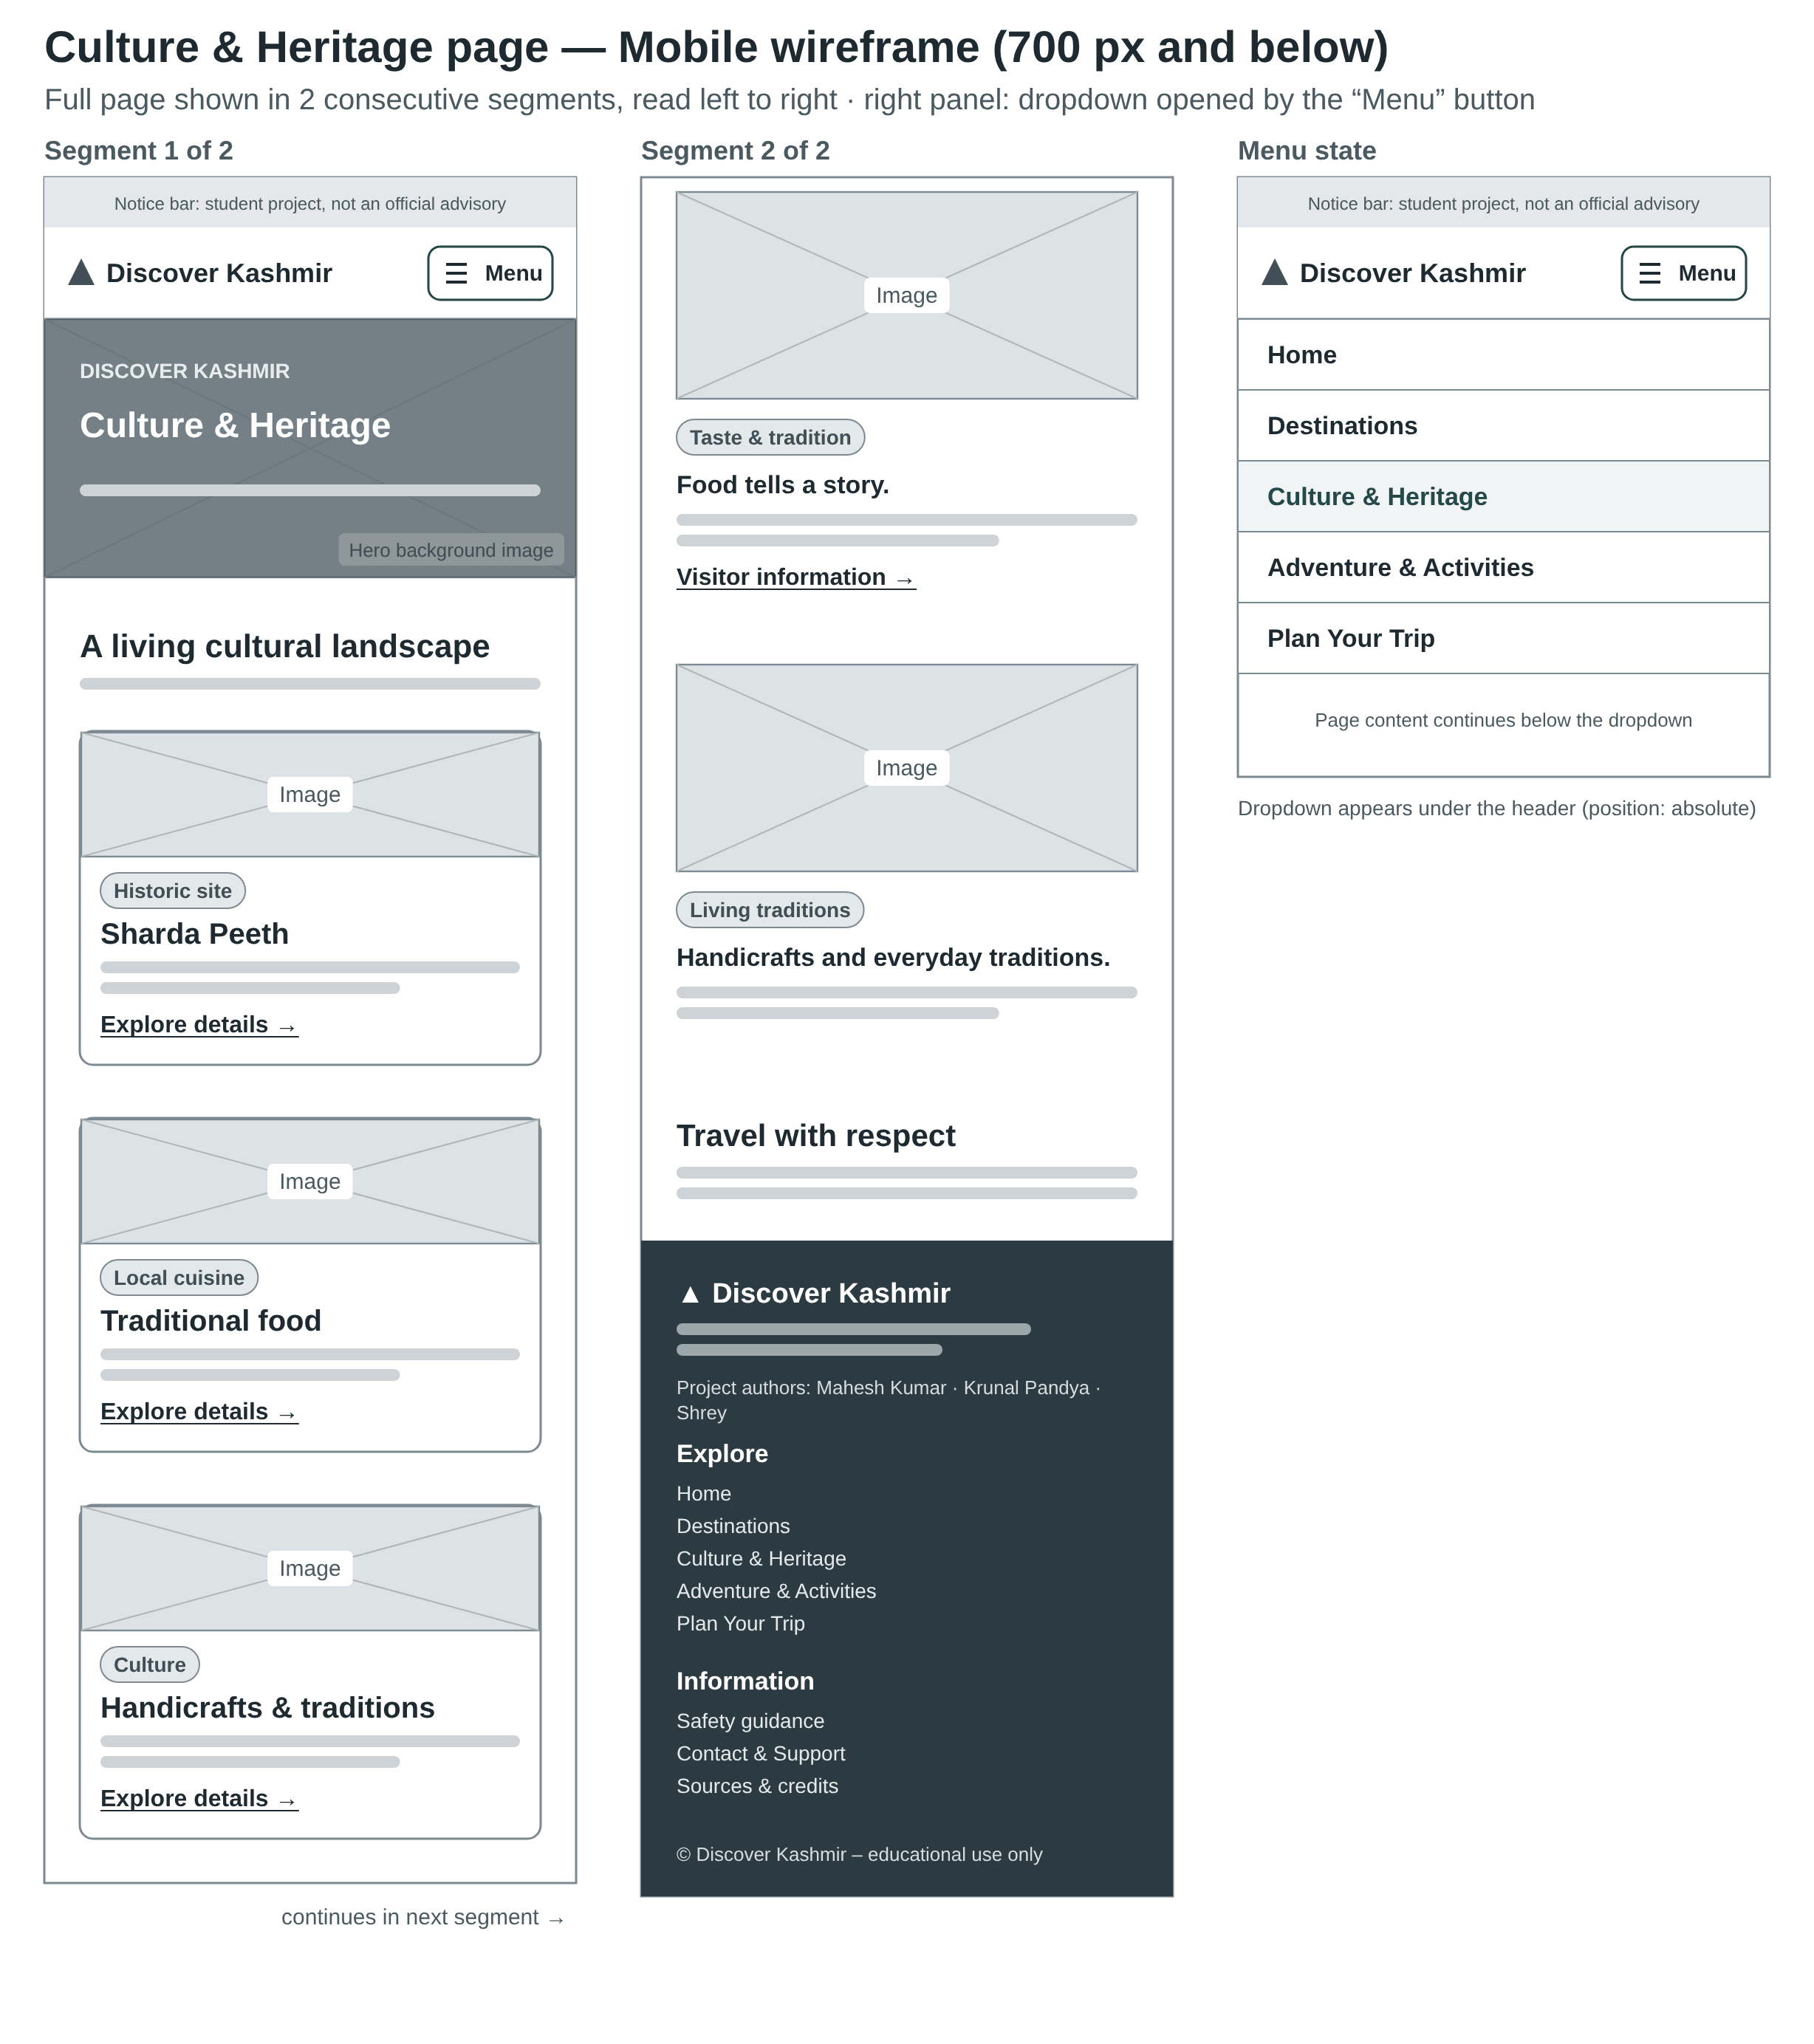 Culture & Heritage page — Mobile wireframe (700 px and below)
Full page shown in 2 consecutive segments, read left to right · right panel: dropdown opened by the “Menu” button
Segment 1 of 2
Notice bar: student project, not an official advisory
▲ Discover Kashmir
☰ Menu
DISCOVER KASHMIR
Culture & Heritage
Hero background image
A living cultural landscape
Image
Historic site
Sharda Peeth
Explore details →
Image
Local cuisine
Traditional food
Explore details →
Image
Culture
Handicrafts & traditions
Explore details →
continues in next segment →
Segment 2 of 2
Image
Taste & tradition
Food tells a story.
Visitor information →
Image
Living traditions
Handicrafts and everyday traditions.
Travel with respect
▲ Discover Kashmir
Project authors: Mahesh Kumar · Krunal Pandya ·
Shrey
Explore
Home
Destinations
Culture & Heritage
Adventure & Activities
Plan Your Trip
Information
Safety guidance
Contact & Support
Sources & credits
© Discover Kashmir – educational use only
Menu state
Notice bar: student project, not an official advisory
▲ Discover Kashmir
☰ Menu
Home
Destinations
Culture & Heritage
Adventure & Activities
Plan Your Trip
Page content continues below the dropdown
Dropdown appears under the header (position: absolute)